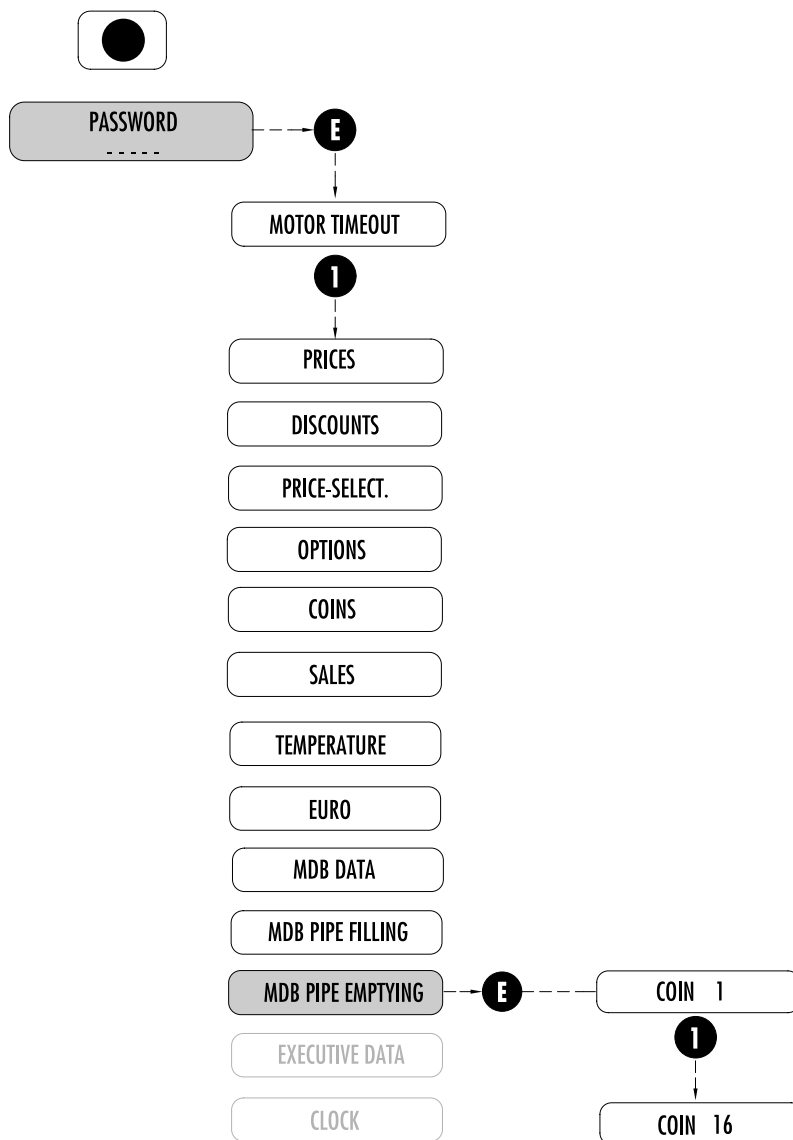 PASSWORD
- - - - -
E
MOTOR TIMEOUT
1
PRICES
DISCOUNTS
PRICE-SELECT.
OPTIONS
COINS
SALES
TEMPERATURE
EURO
MDB DATA
MDB PIPE FILLING
MDB PIPE EMPTYING
E
COIN 1
1
EXECUTIVE DATA
CLOCK
COIN 16